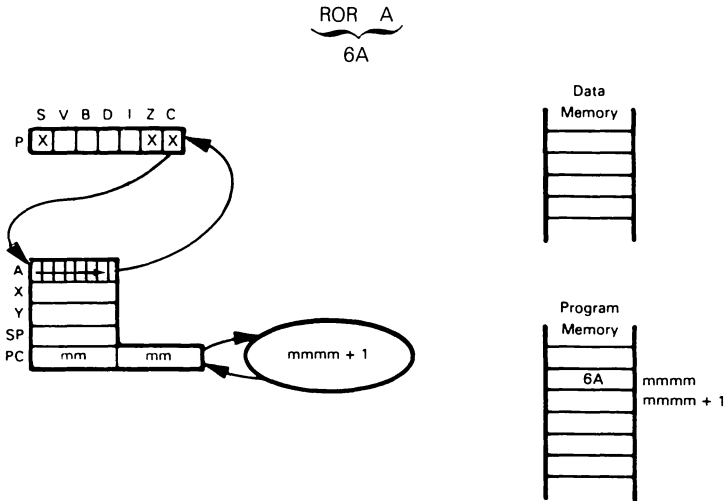 ROR A
6A
S V B D I Z C
P X X X
A
X
Y
SP
PC mm mm
mmmm + 1
Data
Memory
Program
Memory
6A mmmm
mmmm + 1